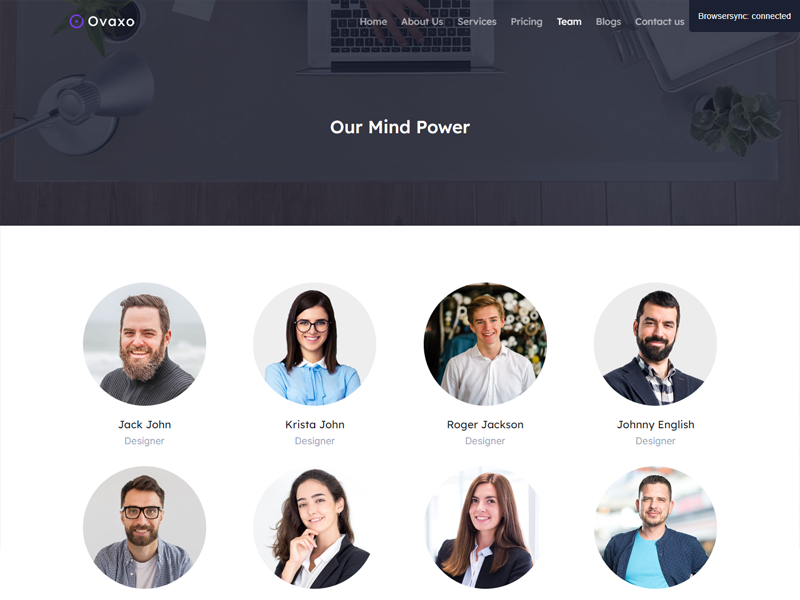 Ovaxo
Home About Us Services Pricing Team Blogs Contact us
Browsersync: connected
Our Mind Power
Jack John
Designer
Krista John
Designer
Roger Jackson
Designer
Johnny English
Designer